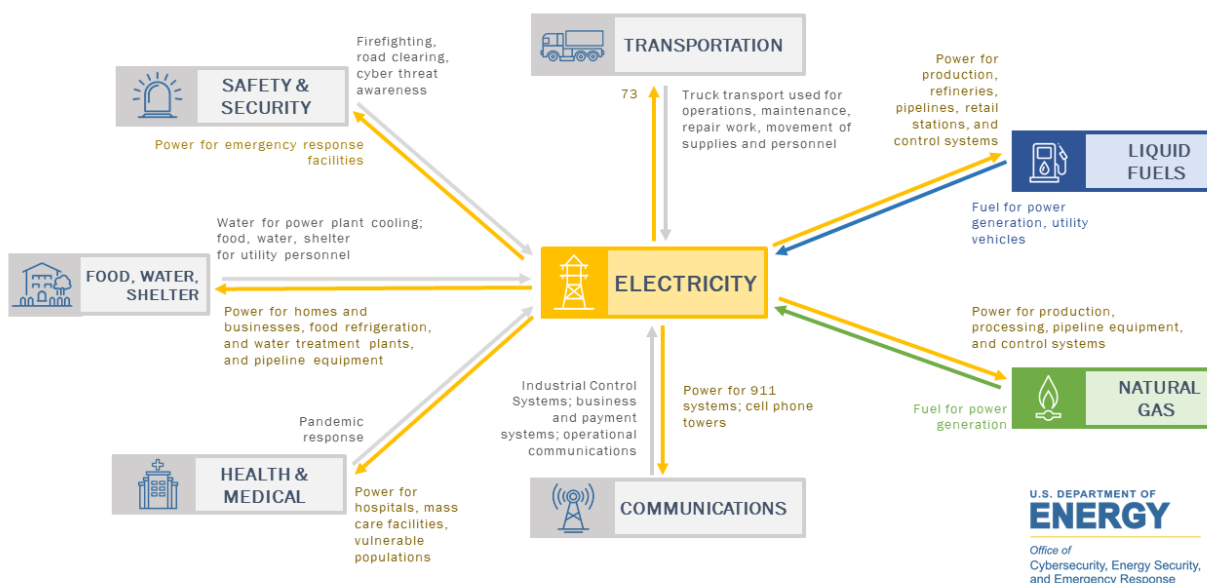 Firefighting,
road clearing,
cyber threat
awareness
SAFETY &
SECURITY
Power for emergency response
facilities
TRANSPORTATION
73
Truck transport used for
operations, maintenance,
repair work, movement of
supplies and personnel
Power for
production,
refineries,
pipelines, retail
stations, and
control systems
LIQUID
FUELS
Fuel for power
generation, utility
vehicles
Water for power plant cooling;
food, water, shelter
for utility personnel
FOOD, WATER,
SHELTER
Power for homes and
businesses, food refrigeration,
and water treatment plants,
and pipeline equipment
ELECTRICITY
Power for production,
processing, pipeline equipment,
and control systems
NATURAL
GAS
Fuel for power
generation
Pandemic
response
HEALTH &
MEDICAL
Power for
hospitals, mass
care facilities,
vulnerable
populations
Industrial Control
Systems; business
and payment
systems; operational
communications
Power for 911
systems; cell phone
towers
COMMUNICATIONS
U.S. DEPARTMENT OF
ENERGY
Office of
Cybersecurity, Energy Security,
and Emergency Response